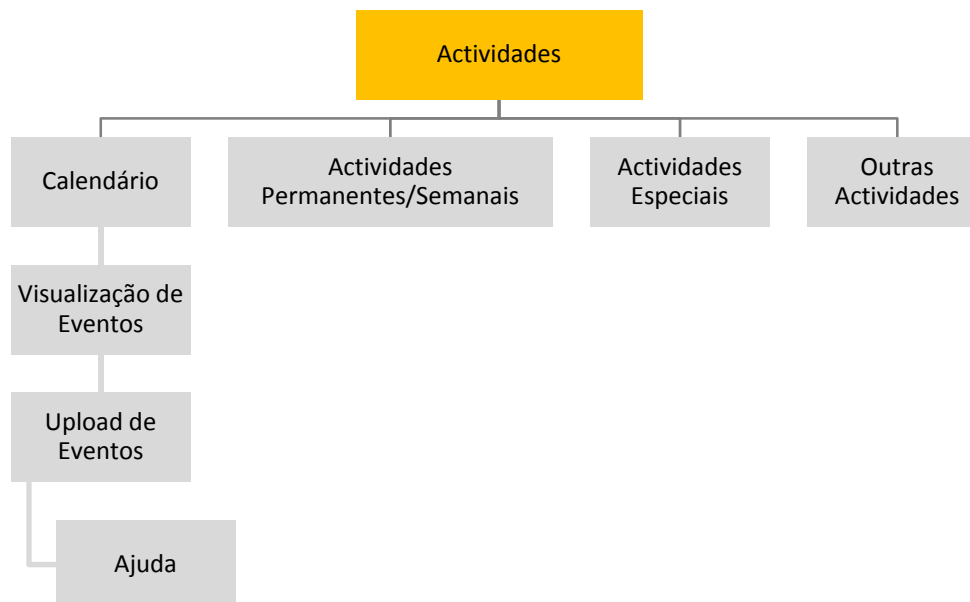 Actividades
Calendário
Actividades
Permanentes/Semanais
Actividades
Especiais
Outras
Actividades
Visualização de
Eventos
Upload de
Eventos
Ajuda